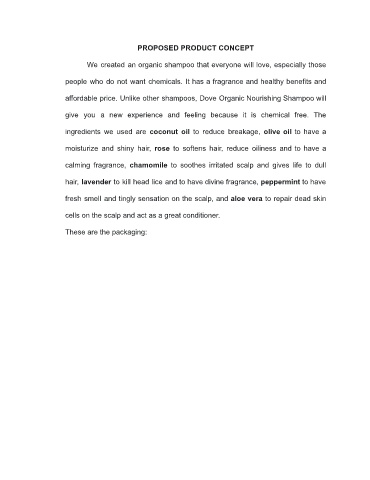 PROPOSED PRODUCT CONCEPT
We created an organic shampoo that everyone will love, especially those
people who do not want chemicals. It has a fragrance and healthy benefits and
affordable price. Unlike other shampoos, Dove Organic Nourishing Shampoo will
give you a new experience and feeling because it is chemical free. The
ingredients we used are coconut oil to reduce breakage, olive oil to have a
moisturize and shiny hair, rose to softens hair, reduce oiliness and to have a
calming fragrance, chamomile to soothes irritated scalp and gives life to dull
hair, lavender to kill head lice and to have divine fragrance, peppermint to have
fresh smell and tingly sensation on the scalp, and aloe vera to repair dead skin
cells on the scalp and act as a great conditioner.
These are the packaging: